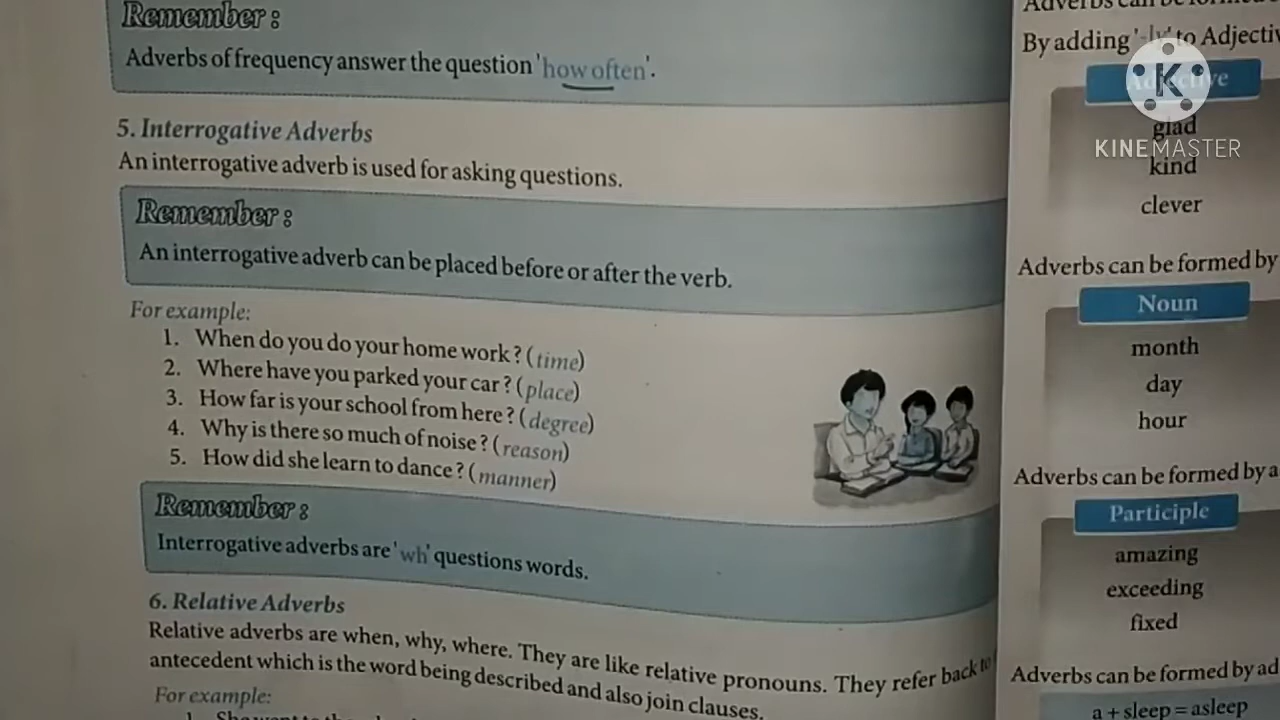 Remember :
Adverbs of frequency answer the question 'how often'.
5. Interrogative Adverbs
An interrogative adverb is used for asking questions.
Remember :
An interrogative adverb can be placed before or after the verb.
For example:
1. When do you do your home work ? (time)
2. Where have you parked your car ? (place)
3. How far is your school from here ? (degree)
4. Why is there so much of noise ? (reason)
5. How did she learn to dance ? (manner)
Remember :
Interrogative adverbs are 'wh' questions words.
6. Relative Adverbs
Relative adverbs are when, why, where. They are like relative pronouns. They refer back to
antecedent which is the word being described and also join clauses.
For example:
Adverbs can be formed
By adding '-ly' to
Adjective
glad
kind
clever
Adverbs can be formed by
Noun
month
day
hour
Adverbs can be formed by
Participle
amazing
exceeding
fixed
Adverbs can be formed by
a + sleep = asleep
K
KINEMASTER